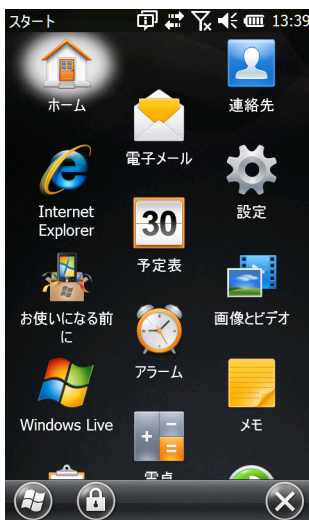 スタート 13:39
ホーム
連絡先
電子メール
Internet
Explorer
設定
30
予定表
お使いになる前
に
画像とビデオ
アラーム
Windows Live
メモ
電卓